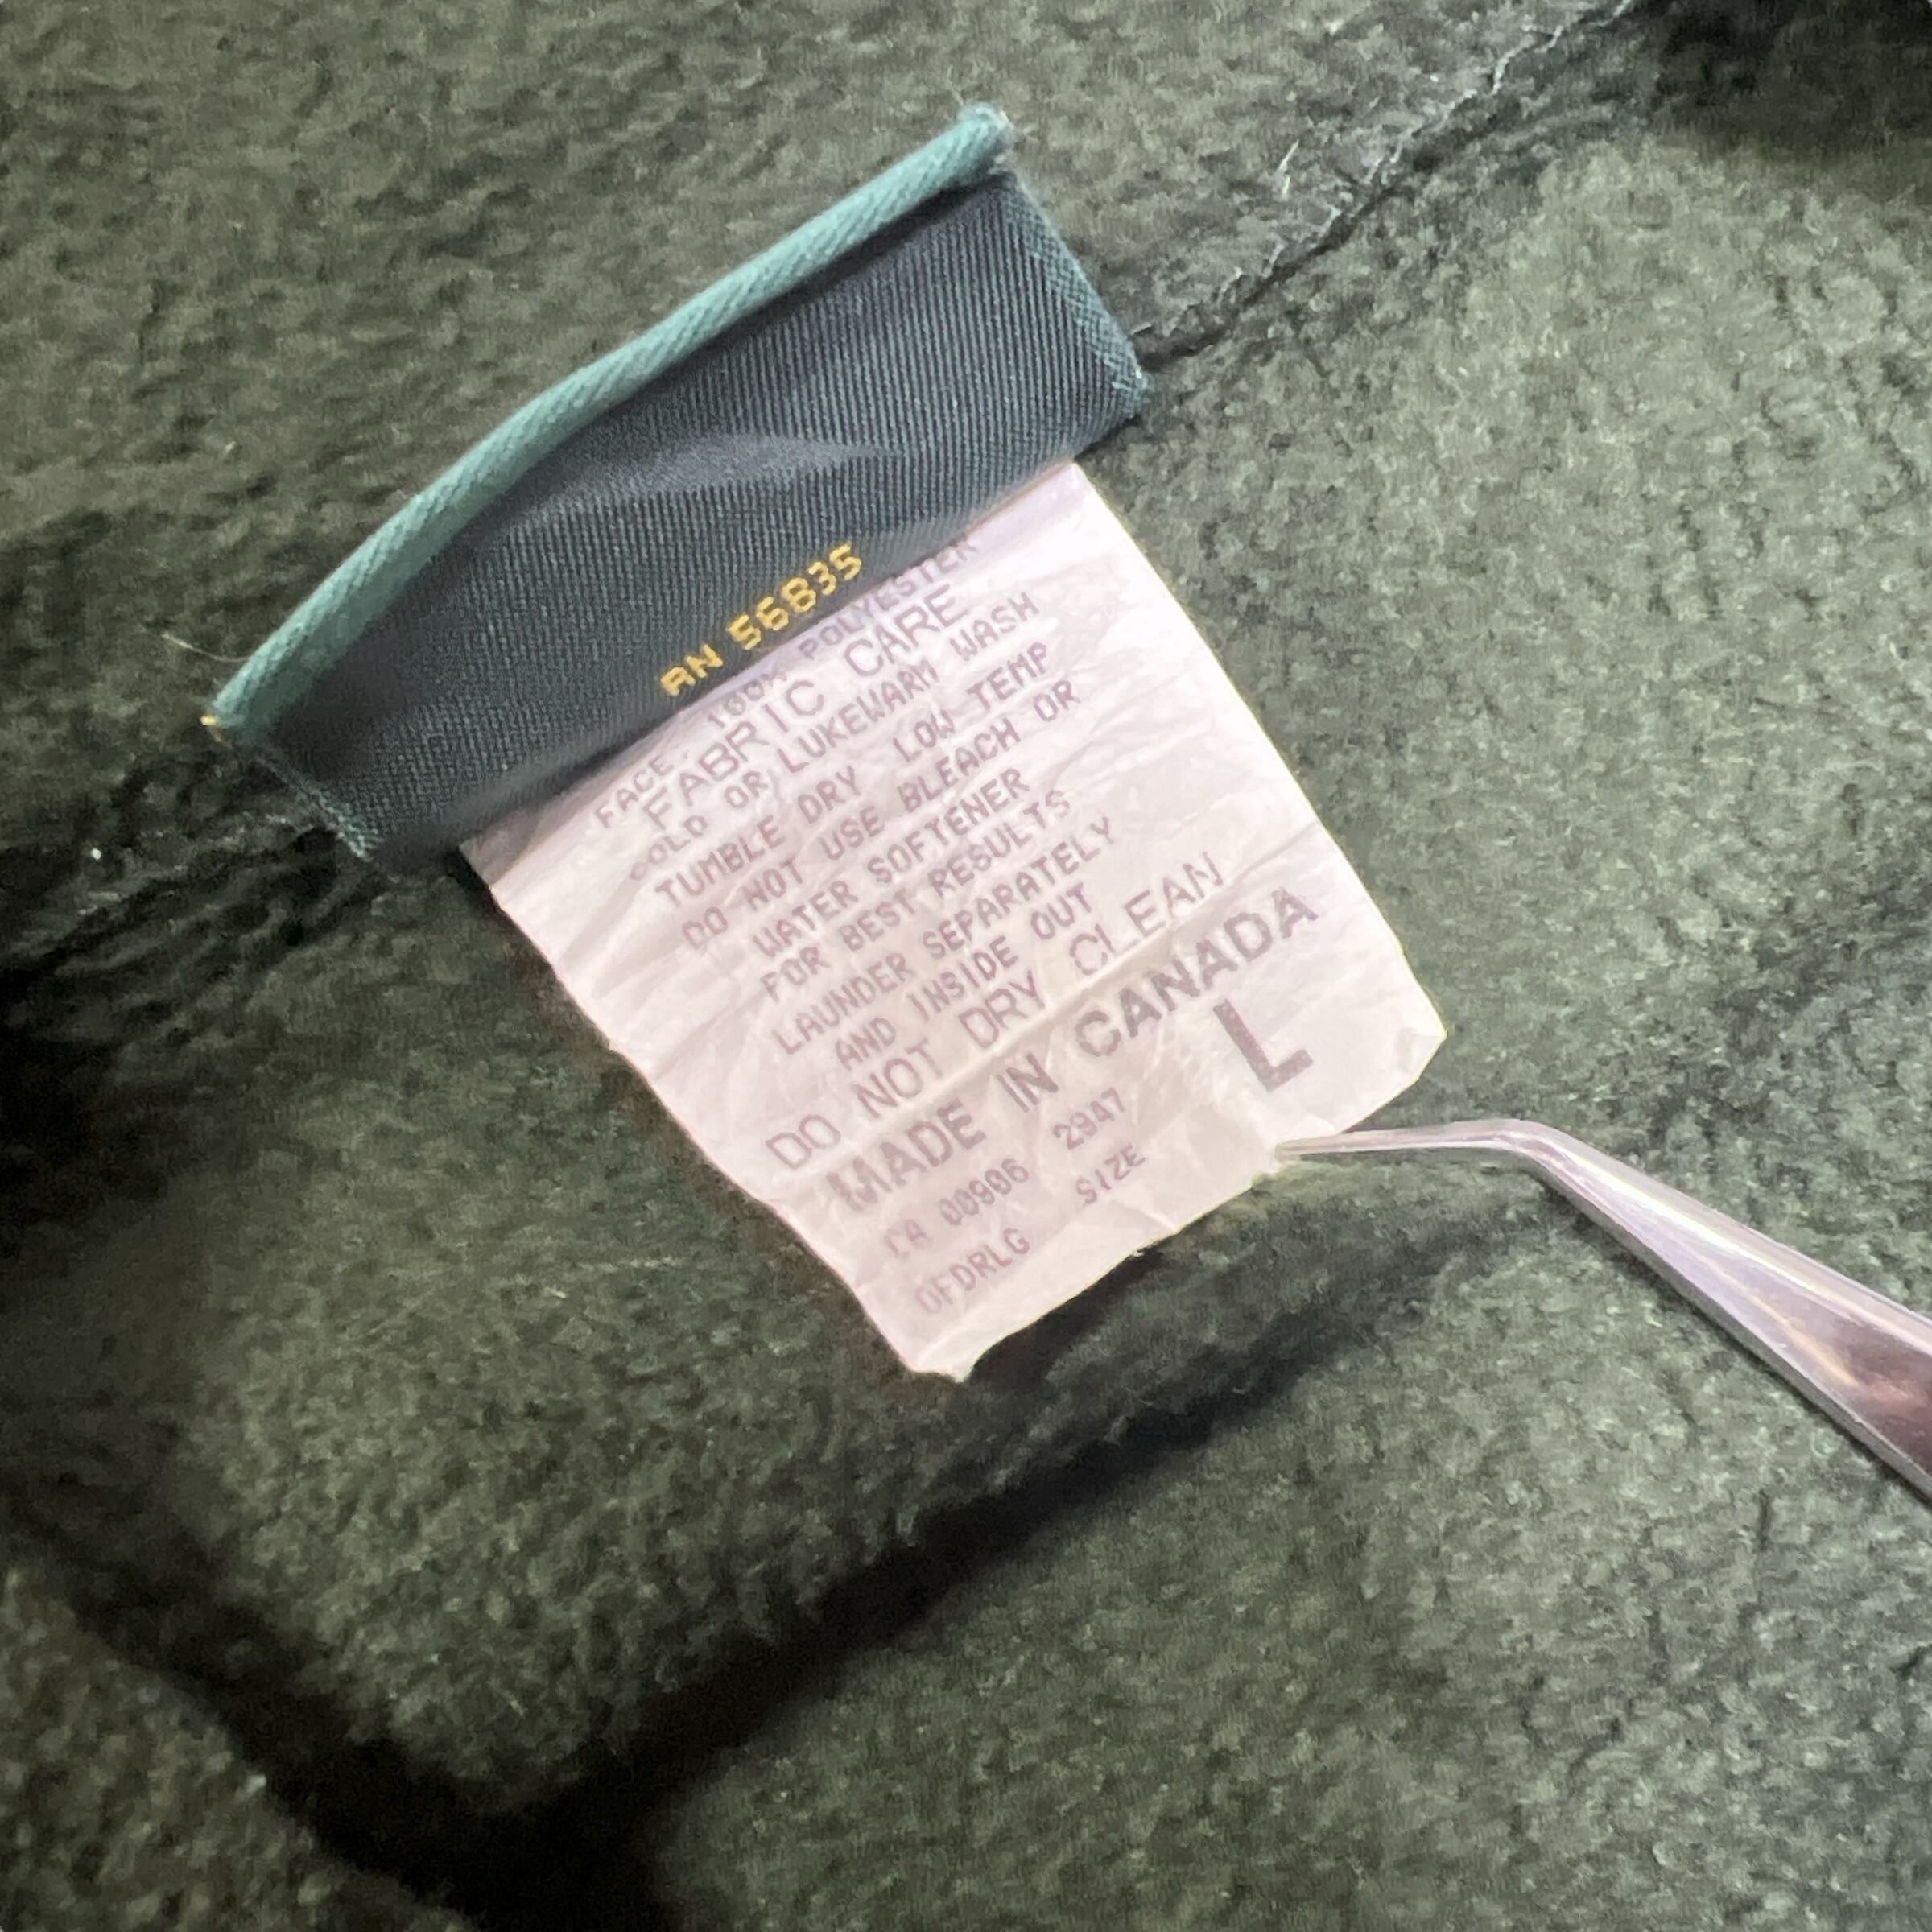 RN 56835
FACE: 100% POLYESTER
FABRIC CARE
COLD OR LUKEWARM WASH
TUMBLE DRY LOW TEMP
DO NOT USE BLEACH OR
WATER SOFTENER
FOR BEST RESULTS
LAUNDER SEPARATELY
AND INSIDE OUT
DO NOT DRY CLEAN
MADE IN CANADA
CA 00906 2947
OFDRLG SIZE L